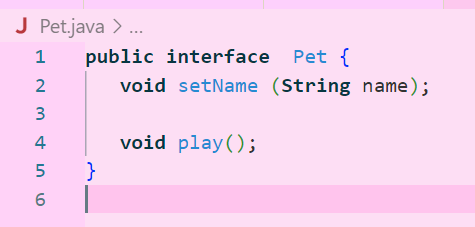 J Pet.java > ...
1 public interface  Pet {
2    void setName (String name);
3
4    void play();
5 }
6